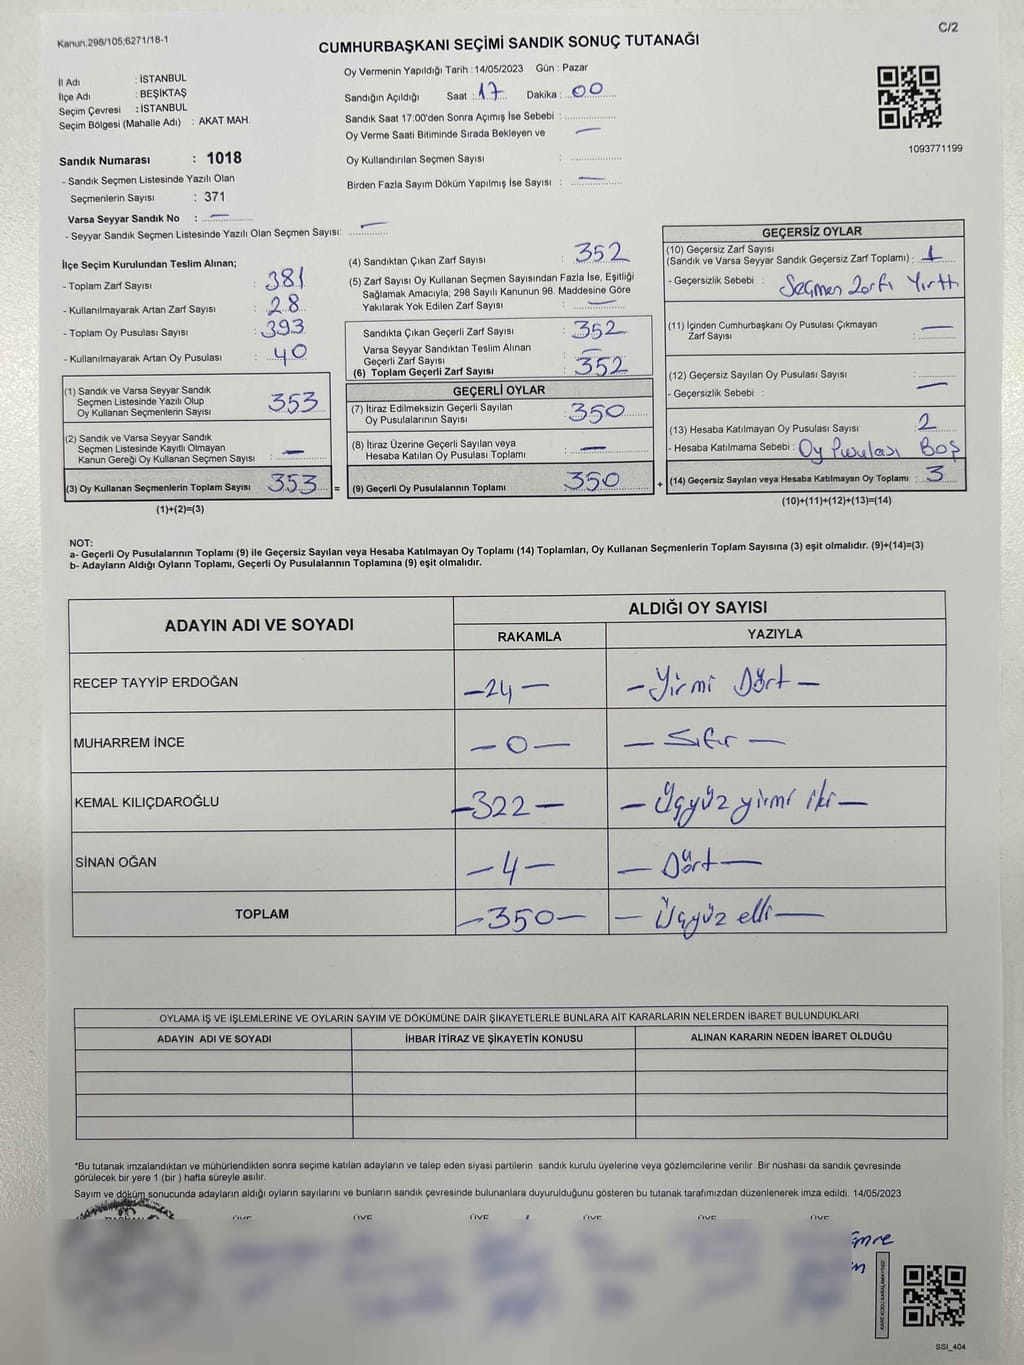 Kanun;298/105;6271/18-1
C/2
CUMHURBAŞKANI SEÇİMİ SANDIK SONUÇ TUTANAĞI
İl Adı : İSTANBUL
İlçe Adı : BEŞİKTAŞ
Seçim Çevresi : İSTANBUL
Seçim Bölgesi (Mahalle Adı) : AKAT MAH.
Oy Vermenin Yapıldığı Tarih : 14/05/2023 Gün : Pazar
Sandığın Açıldığı Saat : 17 Dakika : 00
Sandık Saat 17:00'den Sonra Açımış İse Sebebi :
Oy Verme Saati Bitiminde Sırada Bekleyen ve —
Oy Kullandırılan Seçmen Sayısı :
Birden Fazla Sayım Döküm Yapılmış İse Sayısı : —
1093771199
Sandık Numarası : 1018
- Sandık Seçmen Listesinde Yazılı Olan
Seçmenlerin Sayısı : 371
Varsa Seyyar Sandık No : —
- Seyyar Sandık Seçmen Listesinde Yazılı Olan Seçmen Sayısı: —
İlçe Seçim Kurulundan Teslim Alınan;
- Toplam Zarf Sayısı : 381
- Kullanılmayarak Artan Zarf Sayısı : 28
- Toplam Oy Pusulası Sayısı : 393
- Kullanılmayarak Artan Oy Pusulası : 40
(1) Sandık ve Varsa Seyyar Sandık
Seçmen Listesinde Yazılı Olup
Oy Kullanan Seçmenlerin Sayısı : 353
(2) Sandık ve Varsa Seyyar Sandık
Seçmen Listesinde Kayıtlı Olmayan
Kanun Gereği Oy Kullanan Seçmen Sayısı : —
(3) Oy Kullanan Seçmenlerin Toplam Sayısı 353 =
(1)+(2)=(3)
(4) Sandıktan Çıkan Zarf Sayısı : 352
(5) Zarf Sayısı Oy Kullanan Seçmen Sayısından Fazla İse, Eşitliği
Sağlamak Amacıyla; 298 Sayılı Kanunun 98. Maddesine Göre
Yakılarak Yok Edilen Zarf Sayısı : —
Sandıkta Çıkan Geçerli Zarf Sayısı : 352
Varsa Seyyar Sandıktan Teslim Alınan
Geçerli Zarf Sayısı : —
(6) Toplam Geçerli Zarf Sayısı : 352
GEÇERLİ OYLAR
(7) İtiraz Edilmeksizin Geçerli Sayılan
Oy Pusulalarının Sayısı : 350
(8) İtiraz Üzerine Geçerli Sayılan veya
Hesaba Katılan Oy Pusulası Toplamı : —
(9) Geçerli Oy Pusulalarının Toplamı : 350 +
GEÇERSİZ OYLAR
(10) Geçersiz Zarf Sayısı
(Sandık ve Varsa Seyyar Sandık Geçersiz Zarf Toplamı) : 1
- Geçersizlik Sebebi : Seçmen Zarfı Yırttı
(11) İçinden Cumhurbaşkanı Oy Pusulası Çıkmayan
Zarf Sayısı : —
(12) Geçersiz Sayılan Oy Pusulası Sayısı :
- Geçersizlik Sebebi : —
(13) Hesaba Katılmayan Oy Pusulası Sayısı : 2
- Hesaba Katılmama Sebebi : Oy Pusulası Boş
(14) Geçersiz Sayılan veya Hesaba Katılmayan Oy Toplamı : 3
(10)+(11)+(12)+(13)=(14)
NOT:
a- Geçerli Oy Pusulalarının Toplamı (9) ile Geçersiz Sayılan veya Hesaba Katılmayan Oy Toplamı (14) Toplamları, Oy Kullanan Seçmenlerin Toplam Sayısına (3) eşit olmalıdır. (9)+(14)=(3)
b- Adayların Aldığı Oyların Toplamı, Geçerli Oy Pusulalarının Toplamına (9) eşit olmalıdır.
ADAYIN ADI VE SOYADI
ALDIĞI OY SAYISI
RAKAMLA YAZIYLA
RECEP TAYYİP ERDOĞAN —24— —Yirmi Dört—
MUHARREM İNCE —0— —Sıfır—
KEMAL KILIÇDAROĞLU —322— —Üçyüz yirmi iki—
SİNAN OĞAN —4— —Dört—
TOPLAM —350— —Üçyüz elli—
OYLAMA İŞ VE İŞLEMLERİNE VE OYLARIN SAYIM VE DÖKÜMÜNE DAİR ŞİKAYETLERLE BUNLARA AİT KARARLARIN NELERDEN İBARET BULUNDUKLARI
ADAYIN ADI VE SOYADI İHBAR İTİRAZ VE ŞİKAYETİN KONUSU ALINAN KARARIN NEDEN İBARET OLDUĞU
*Bu tutanak imzalandıktan ve mühürlendikten sonra seçime katılan adayların ve talep eden siyasi partilerin sandık kurulu üyelerine veya gözlemcilerine verilir .Bir nüshası da sandık çevresinde
görülecek bir yere 1 (bir ) hafta süreyle asılır.
Sayım ve döküm sonucunda adayların aldığı oyların sayılarını ve bunların sandık çevresinde bulunanlara duyurulduğunu gösteren bu tutanak tarafımızdan düzenlenerek imza edildi. 14/05/2023
ÜYE ÜYE ÜYE ÜYE ÜYE ÜYE
Emre
SSİ_404